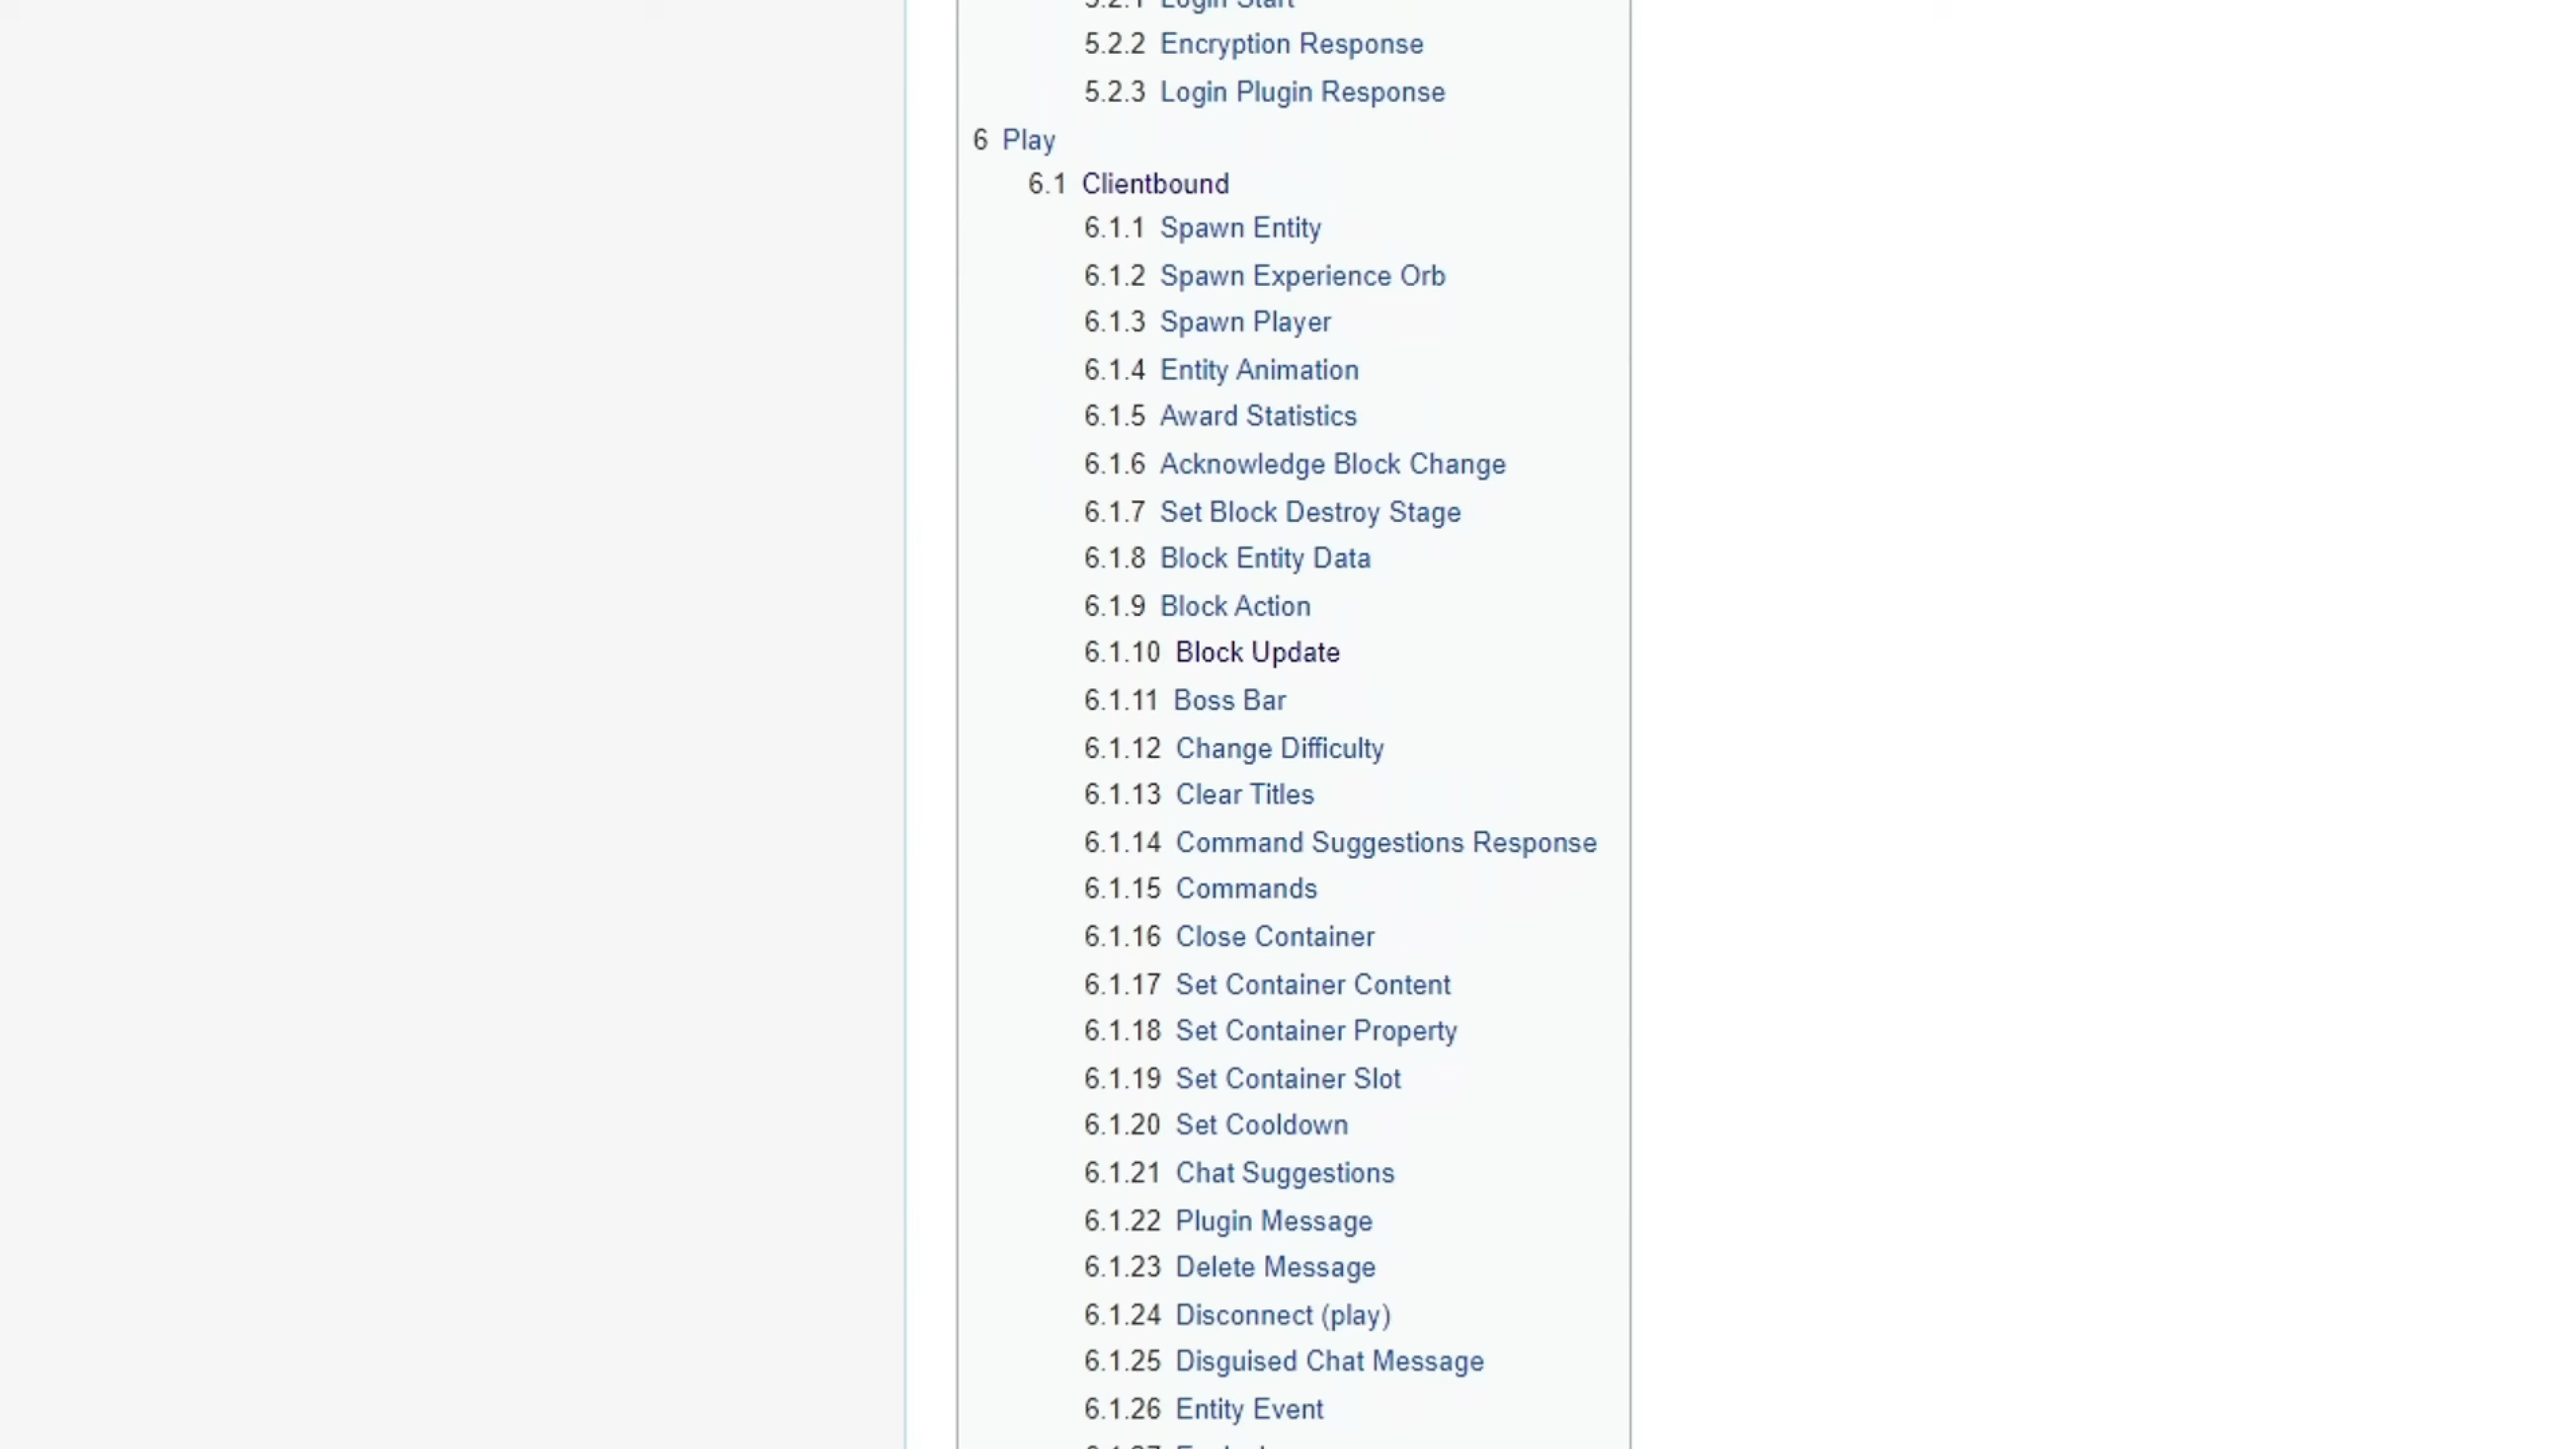 5.2.1 Login Start
5.2.2 Encryption Response
5.2.3 Login Plugin Response
6 Play
6.1 Clientbound
6.1.1 Spawn Entity
6.1.2 Spawn Experience Orb
6.1.3 Spawn Player
6.1.4 Entity Animation
6.1.5 Award Statistics
6.1.6 Acknowledge Block Change
6.1.7 Set Block Destroy Stage
6.1.8 Block Entity Data
6.1.9 Block Action
6.1.10 Block Update
6.1.11 Boss Bar
6.1.12 Change Difficulty
6.1.13 Clear Titles
6.1.14 Command Suggestions Response
6.1.15 Commands
6.1.16 Close Container
6.1.17 Set Container Content
6.1.18 Set Container Property
6.1.19 Set Container Slot
6.1.20 Set Cooldown
6.1.21 Chat Suggestions
6.1.22 Plugin Message
6.1.23 Delete Message
6.1.24 Disconnect (play)
6.1.25 Disguised Chat Message
6.1.26 Entity Event